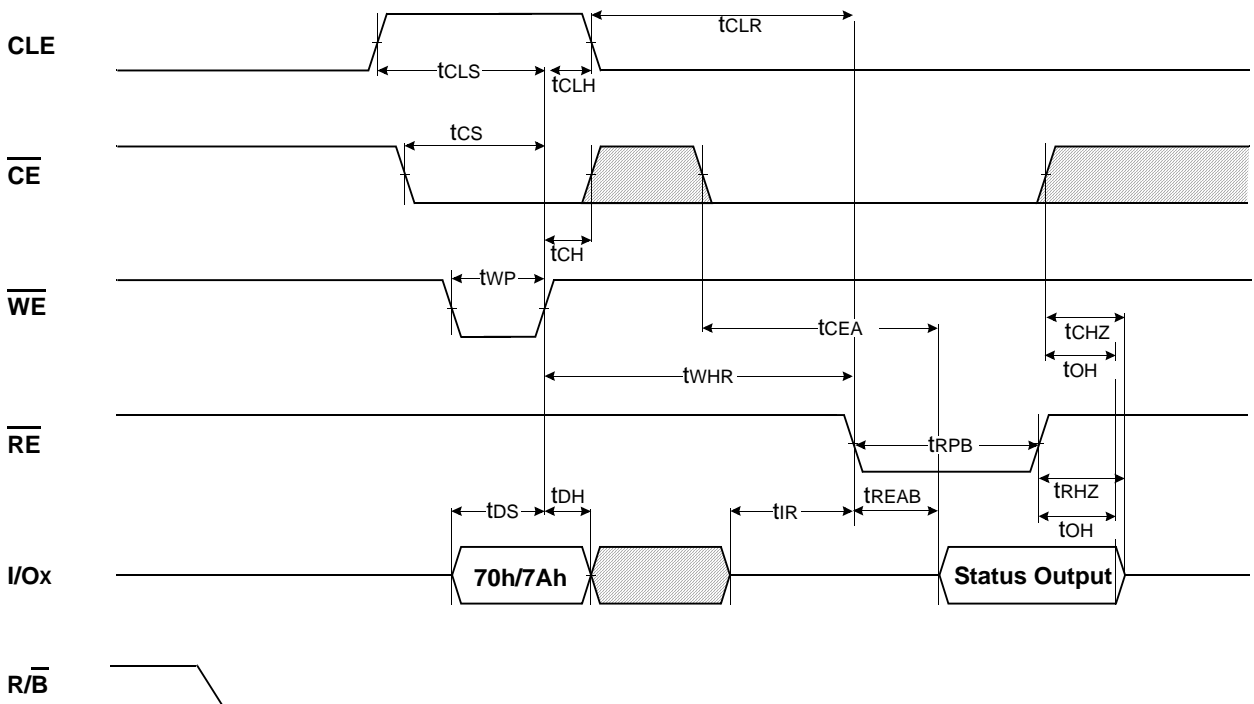 CLE
tCLR
tCLS
tCLH
tCS
CE
tCH
tWP
WE
tCEA
tCHZ
tOH
tWHR
RE
tRPB
tRHZ
tDH
tREAB
tDS
tIR
tOH
I/Ox
70h/7Ah
Status Output
R/B